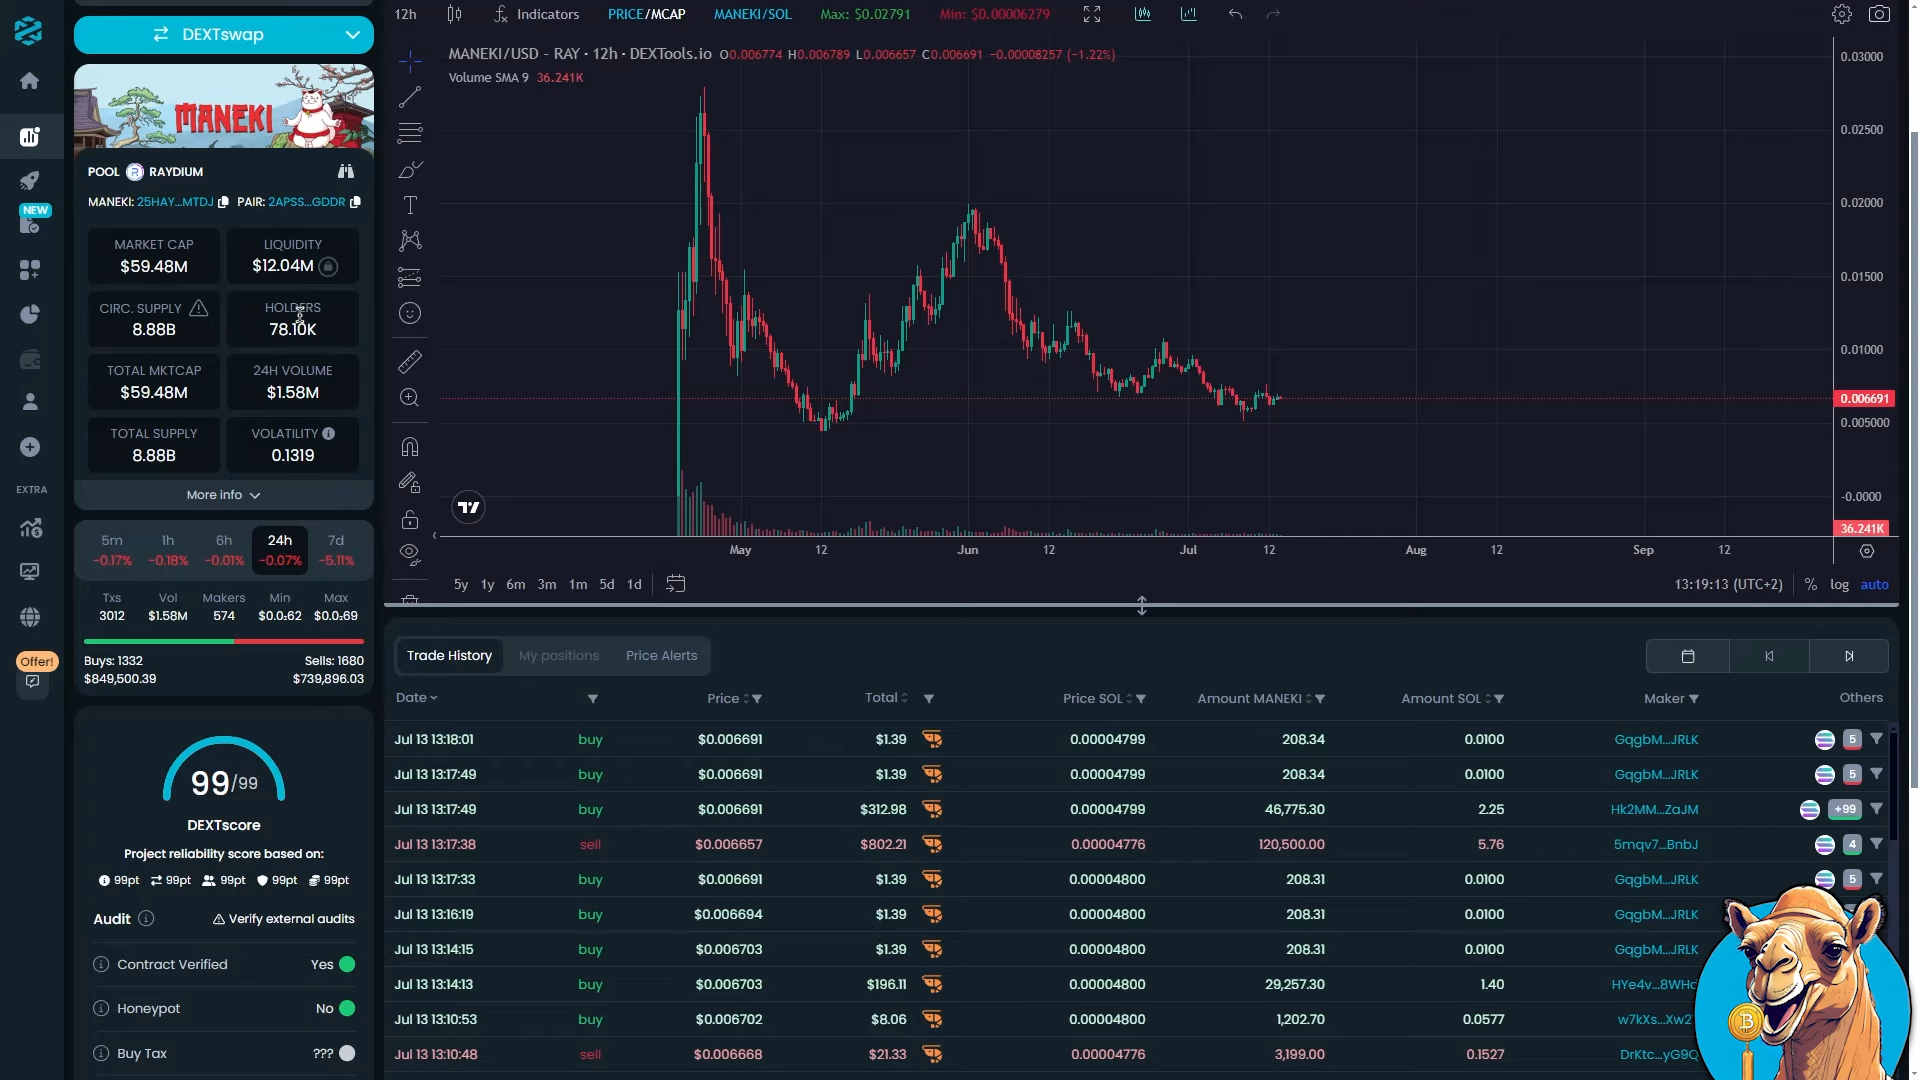 DEXTswap
MANEKI
POOL RAYDIUM
MANEKI: 25HAY...MTDJ PAIR: 2APSS...GDDR
MARKET CAP
$59.48M
LIQUIDITY
$12.04M
CIRC. SUPPLY
8.88B
HOLDERS
78.10K
TOTAL MKTCAP
$59.48M
24H VOLUME
$1.58M
TOTAL SUPPLY
8.88B
VOLATILITY
0.1319
More info
NEW
EXTRA
Offer!
5m 1h 6h 24h 7d
-0.17% -0.18% -0.01% -0.07% -5.11%
Txs Vol Makers Min Max
3012 $1.58M 574 $0.0₂62 $0.0₂69
Buys: 1332 Sells: 1680
$849,500.39 $739,896.03
99/99
DEXTscore
Project reliability score based on:
99pt 99pt 99pt 99pt 99pt
Audit Verify external audits
Contract Verified Yes
Honeypot No
Buy Tax ???
12h Indicators PRICE/MCAP MANEKI/SOL Max: $0.02791 Min: $0.00006279
MANEKI/USD - RAY · 12h · DEXTools.io O0.006774 H0.006789 L0.006657 C0.006691 -0.00008257 (-1.22%)
Volume SMA 9 36.241K
0.03000
0.02500
0.02000
0.01500
0.01000
0.006691
0.005000
-0.0000
36.241K
May 12 Jun 12 Jul 12 Aug 12 Sep 12
5y 1y 6m 3m 1m 5d 1d 13:19:13 (UTC+2) % log auto
Trade History My positions Price Alerts
Date Price Total Price SOL Amount MANEKI Amount SOL Maker Others
Jul 13 13:18:01 buy $0.006691 $1.39 0.00004799 208.34 0.0100 GqgbM...JRLK 5
Jul 13 13:17:49 buy $0.006691 $1.39 0.00004799 208.34 0.0100 GqgbM...JRLK 5
Jul 13 13:17:49 buy $0.006691 $312.98 0.00004799 46,775.30 2.25 Hk2MM...ZaJM +99
Jul 13 13:17:38 sell $0.006657 $802.21 0.00004776 120,500.00 5.76 5mqv7...BnbJ 4
Jul 13 13:17:33 buy $0.006691 $1.39 0.00004800 208.31 0.0100 GqgbM...JRLK 5
Jul 13 13:16:19 buy $0.006694 $1.39 0.00004800 208.31 0.0100 GqgbM...JRLK
Jul 13 13:14:15 buy $0.006703 $1.39 0.00004800 208.31 0.0100 GqgbM...JRLK
Jul 13 13:14:13 buy $0.006703 $196.11 0.00004800 29,257.30 1.40 HYe4v...8WH
Jul 13 13:10:53 buy $0.006702 $8.06 0.00004800 1,202.70 0.0577 w7kXs...Xw2
Jul 13 13:10:48 sell $0.006668 $21.33 0.00004776 3,199.00 0.1527 DrKtc...yG9Q